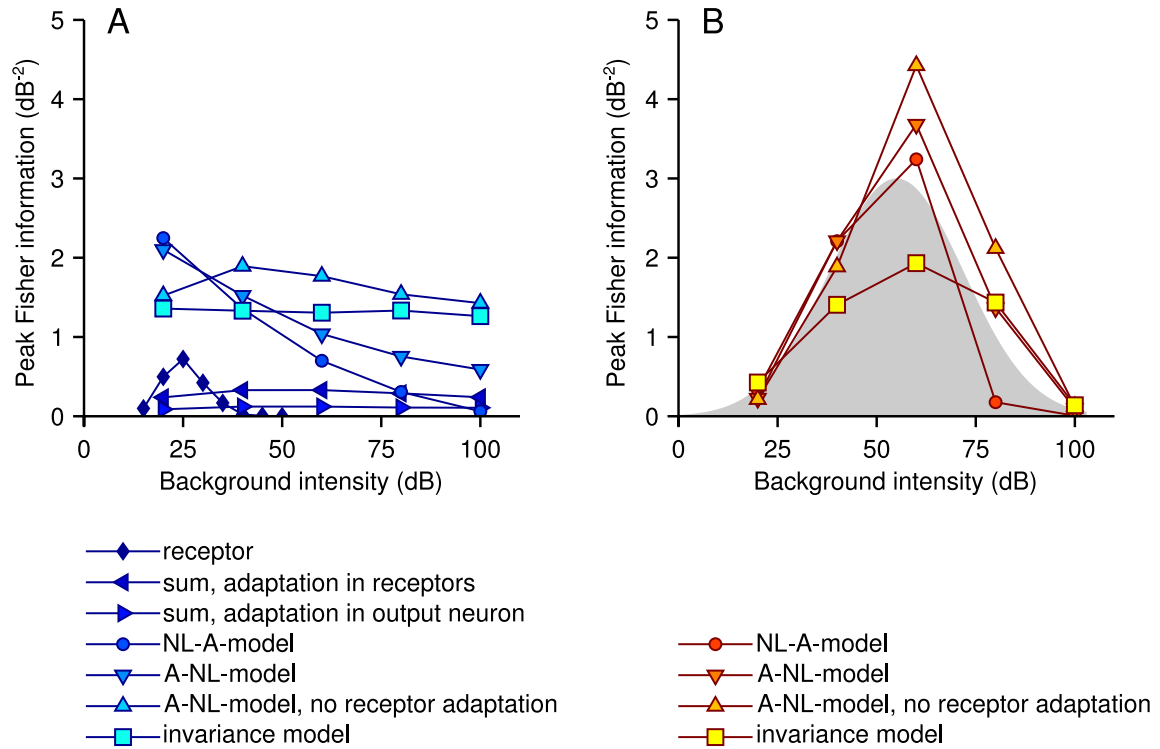 A
5
4
3
2
1
0
0
25
50
75
100
Peak Fisher information (dB-2)
Background intensity (dB)
B
5
4
3
2
1
0
0
25
50
75
100
Peak Fisher information (dB-2)
Background intensity (dB)
receptor
sum, adaptation in receptors
sum, adaptation in output neuron
NL-A-model
A-NL-model
A-NL-model, no receptor adaptation
invariance model
NL-A-model
A-NL-model
A-NL-model, no receptor adaptation
invariance model